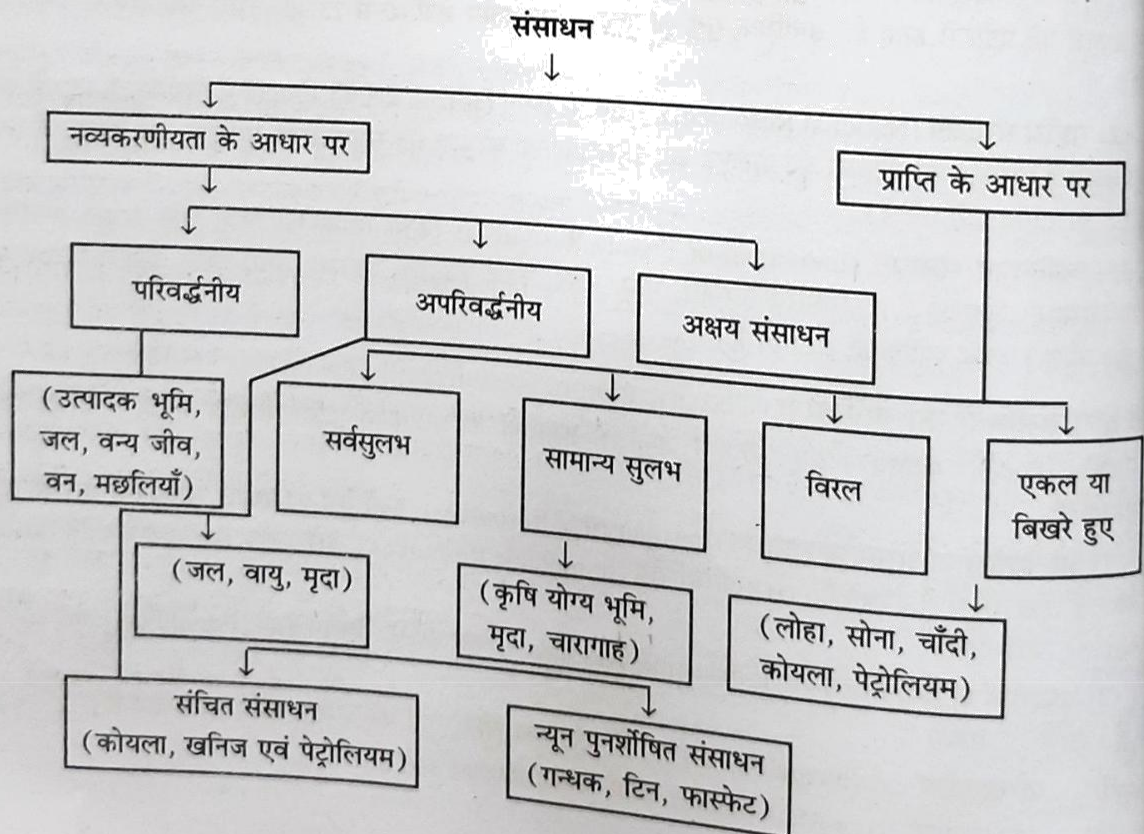 संसाधन
नव्यकरणीयता के आधार पर
प्राप्ति के आधार पर
परिवर्द्धनीय
अपरिवर्द्धनीय
अक्षय संसाधन
(उत्पादक भूमि,
जल, वन्य जीव,
वन, मछलियाँ)
सर्वसुलभ
सामान्य सुलभ
विरल
एकल या
बिखरे हुए
(जल, वायु, मृदा)
(कृषि योग्य भूमि,
मृदा, चारागाह)
(लोहा, सोना, चाँदी,
कोयला, पेट्रोलियम)
संचित संसाधन
(कोयला, खनिज एवं पेट्रोलियम)
न्यून पुनर्शोषित संसाधन
(गन्धक, टिन, फास्फेट)